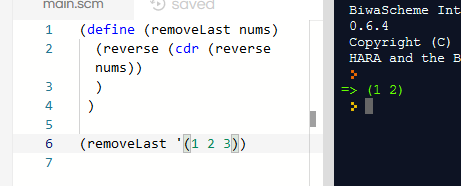 main.scm saved
1 (define (removeLast nums)
2 (reverse (cdr (reverse
nums))
3 )
4 )
5
6 (removeLast '(1 2 3))
BiwaScheme Int
0.6.4
Copyright (C)
HARA and the B
=> (1 2)